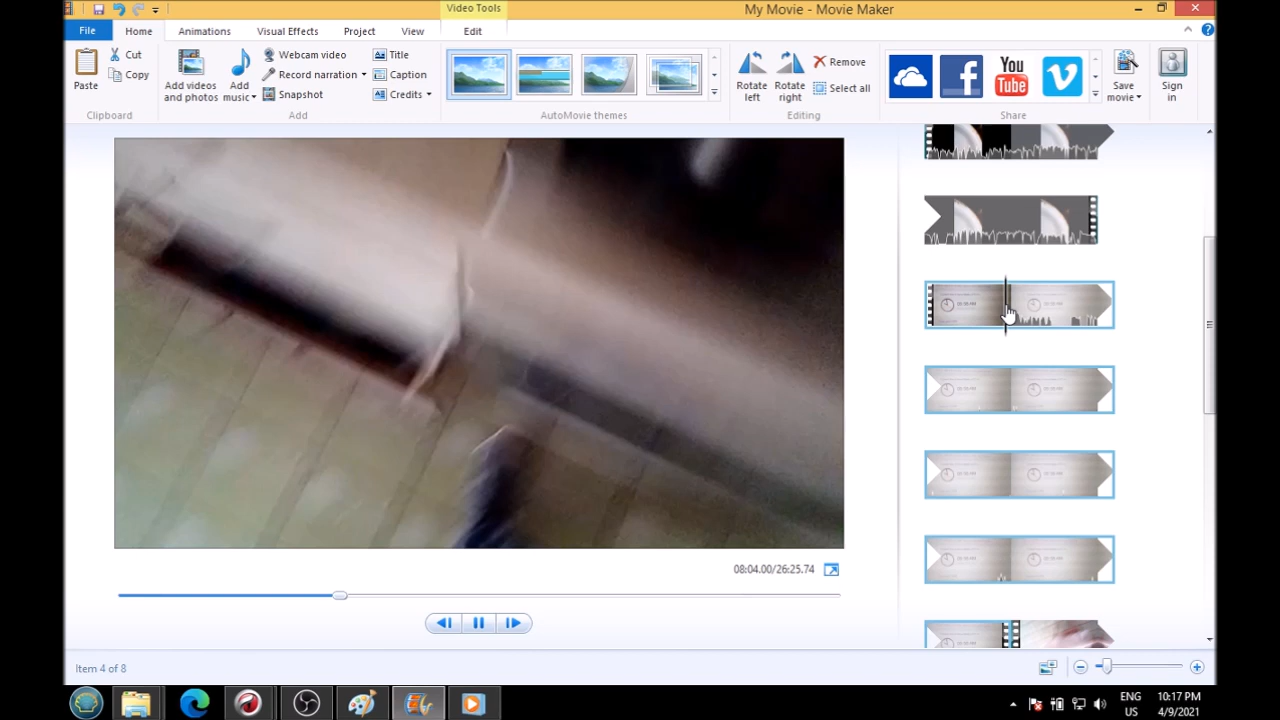 Video Tools
My Movie - Movie Maker
File
Home
Animations
Visual Effects
Project
View
Edit
Paste
Cut
Copy
Clipboard
Add videos
and photos
Add
music
Webcam video
Record narration
Snapshot
Title
Caption
Credits
Add
AutoMovie themes
Rotate
left
Rotate
right
Remove
Select all
Editing
You
Tube
Share
Save
movie
Sign
in
08:04.00/26:25.74
Item 4 of 8
ENG
US
10:17 PM
4/9/2021